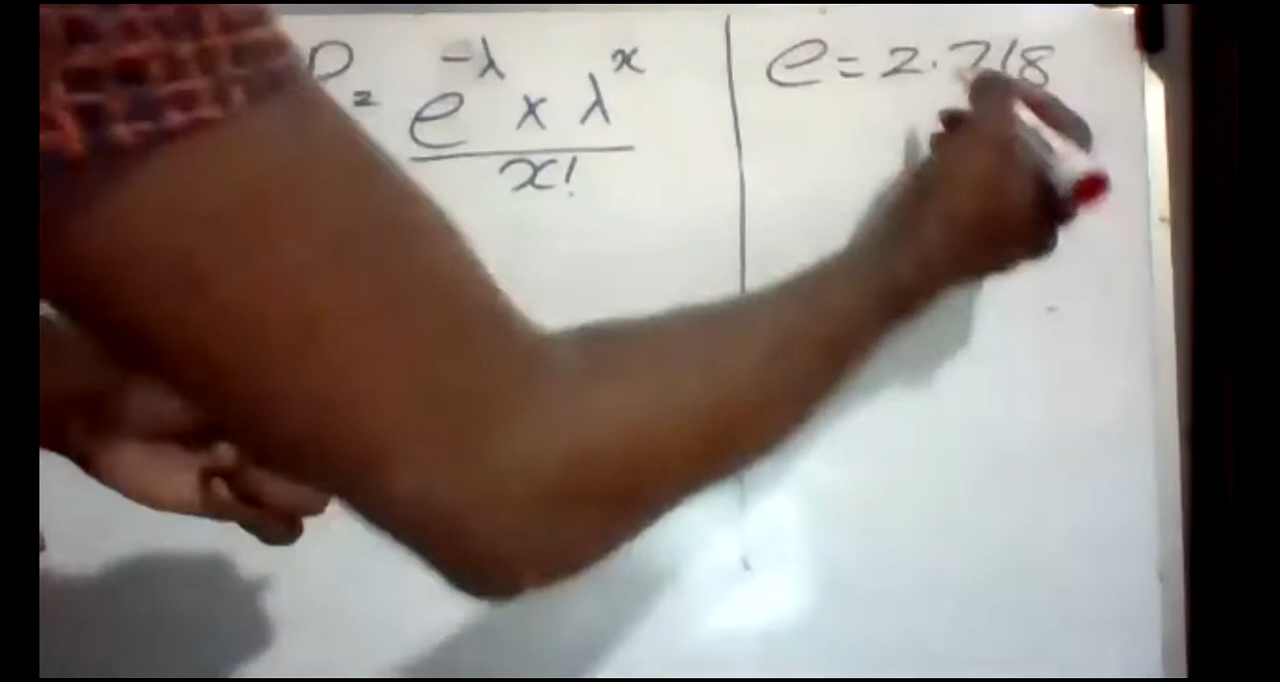 P = e^-λ x λ^x
x!
e = 2.718